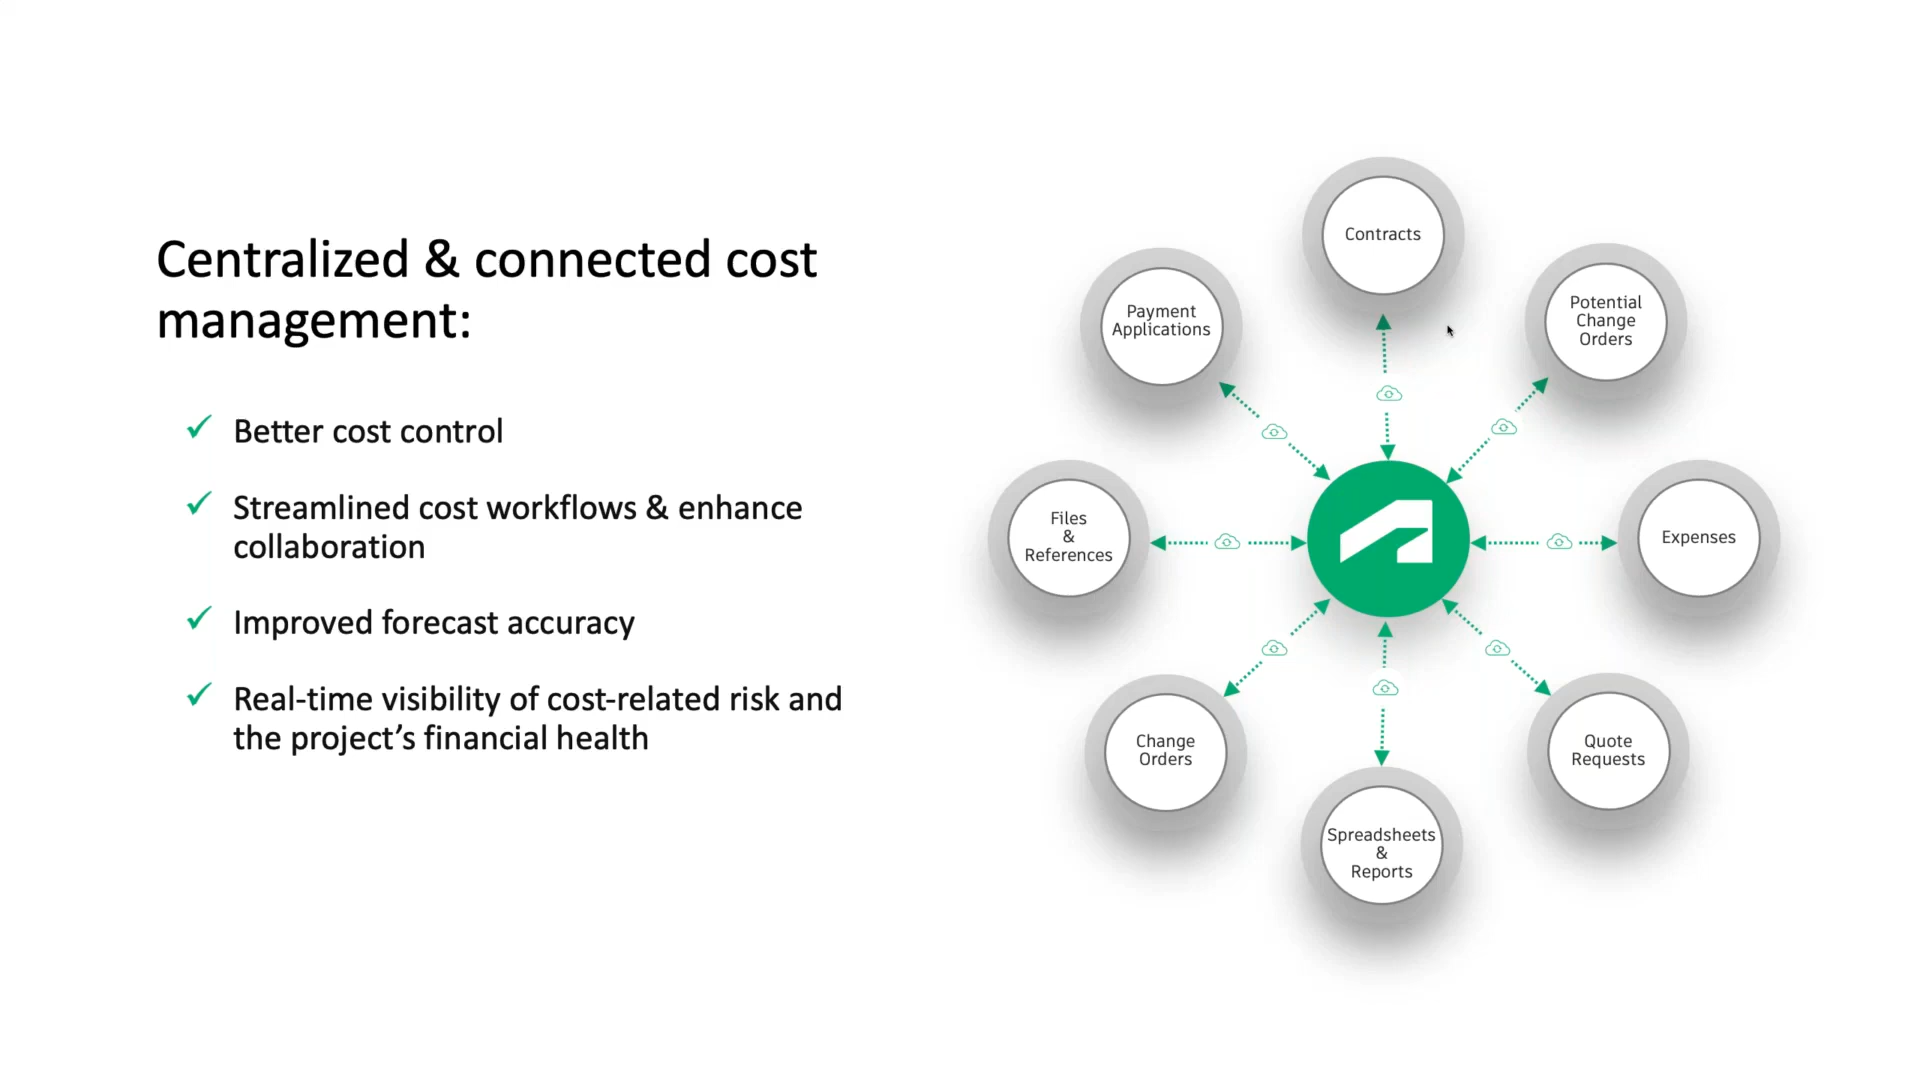 Centralized & connected cost
management:
✓ Better cost control
✓ Streamlined cost workflows & enhance
collaboration
✓ Improved forecast accuracy
✓ Real-time visibility of cost-related risk and
the project’s financial health
Contracts
Payment
Applications
Potential
Change
Orders
Files
&
References
Expenses
Change
Orders
Quote
Requests
Spreadsheets
&
Reports